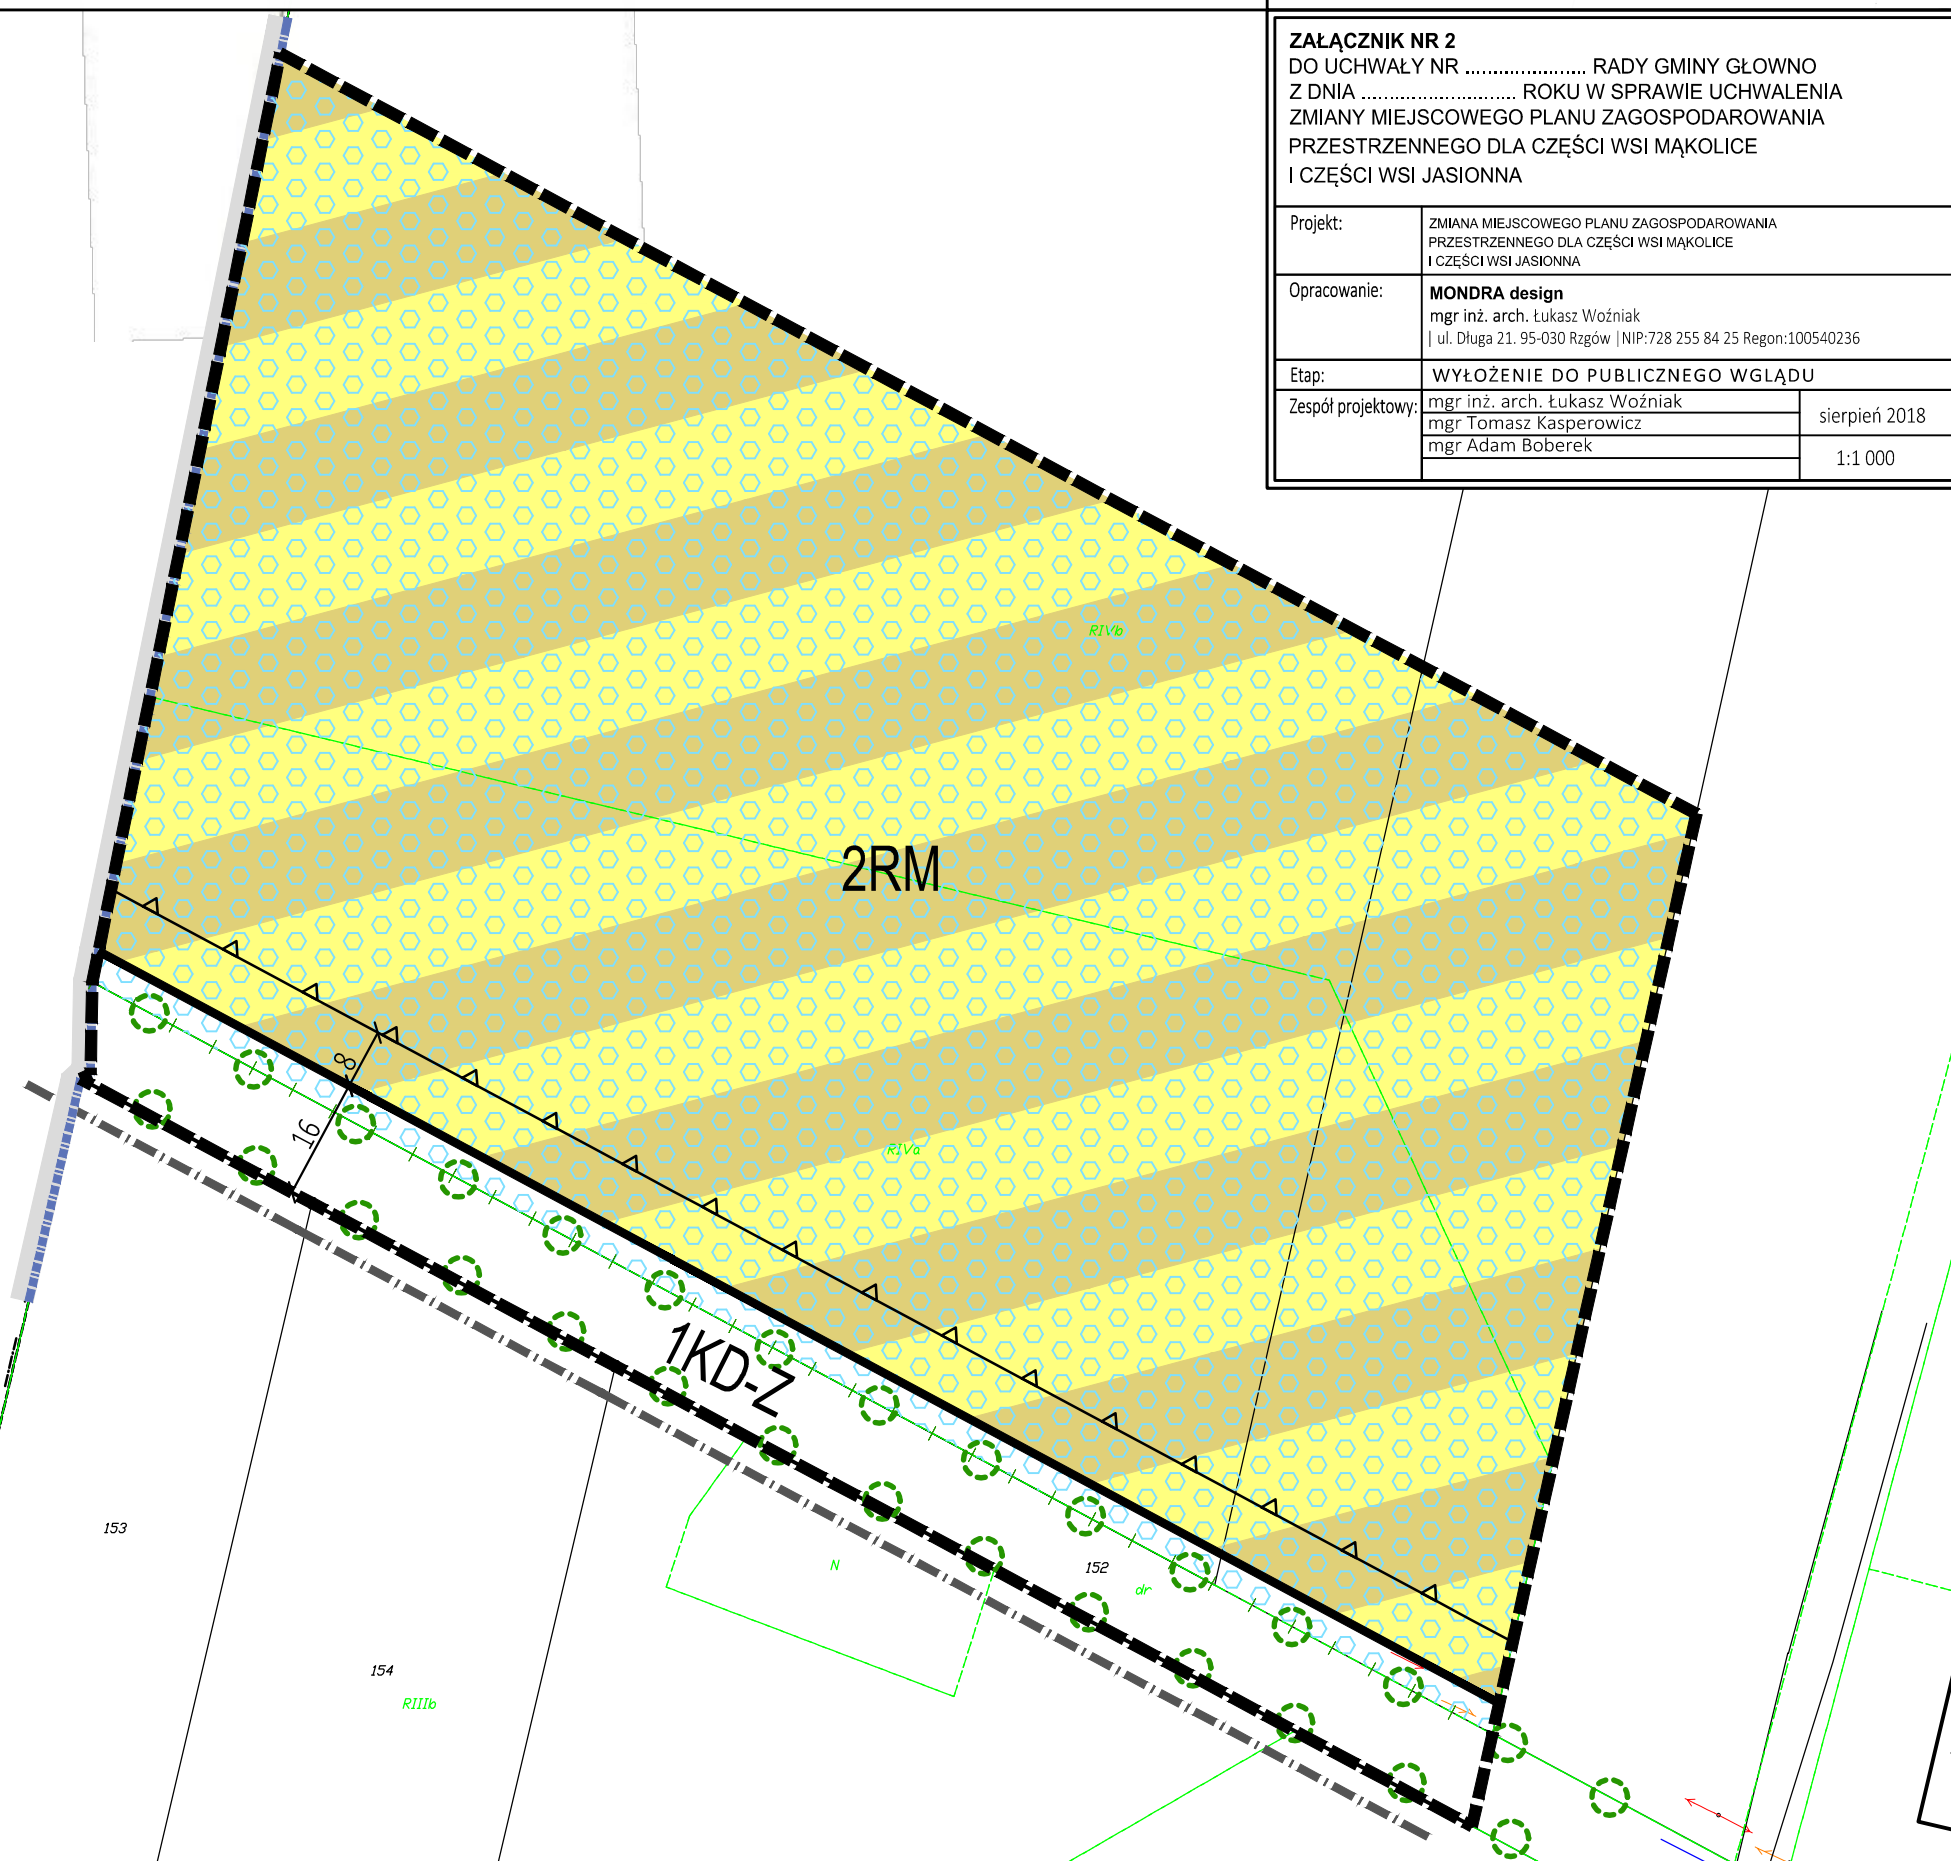 ZAŁĄCZNIK NR 2
DO UCHWAŁY NR ...................... RADY GMINY GŁOWNO
Z DNIA ............................ ROKU W SPRAWIE UCHWALENIA
ZMIANY MIEJSCOWEGO PLANU ZAGOSPODAROWANIA
PRZESTRZENNEGO DLA CZĘŚCI WSI MĄKOLICE
I CZĘŚCI WSI JASIONNA
Projekt:
ZMIANA MIEJSCOWEGO PLANU ZAGOSPODAROWANIA
PRZESTRZENNEGO DLA CZĘŚCI WSI MĄKOLICE
I CZĘŚCI WSI JASIONNA
Opracowanie:
MONDRA design
mgr inż. arch. Łukasz Woźniak
| ul. Długa 21. 95-030 Rzgów |NIP:728 255 84 25 Regon:100540236
Etap:
WYŁOŻENIE DO PUBLICZNEGO WGLĄDU
Zespół projektowy:
mgr inż. arch. Łukasz Woźniak
mgr Tomasz Kasperowicz
mgr Adam Boberek
sierpień 2018
1:1 000
RIVb
2RM
8
16
RIVa
1KD-Z
153
N
152
dr
154
RIIIb